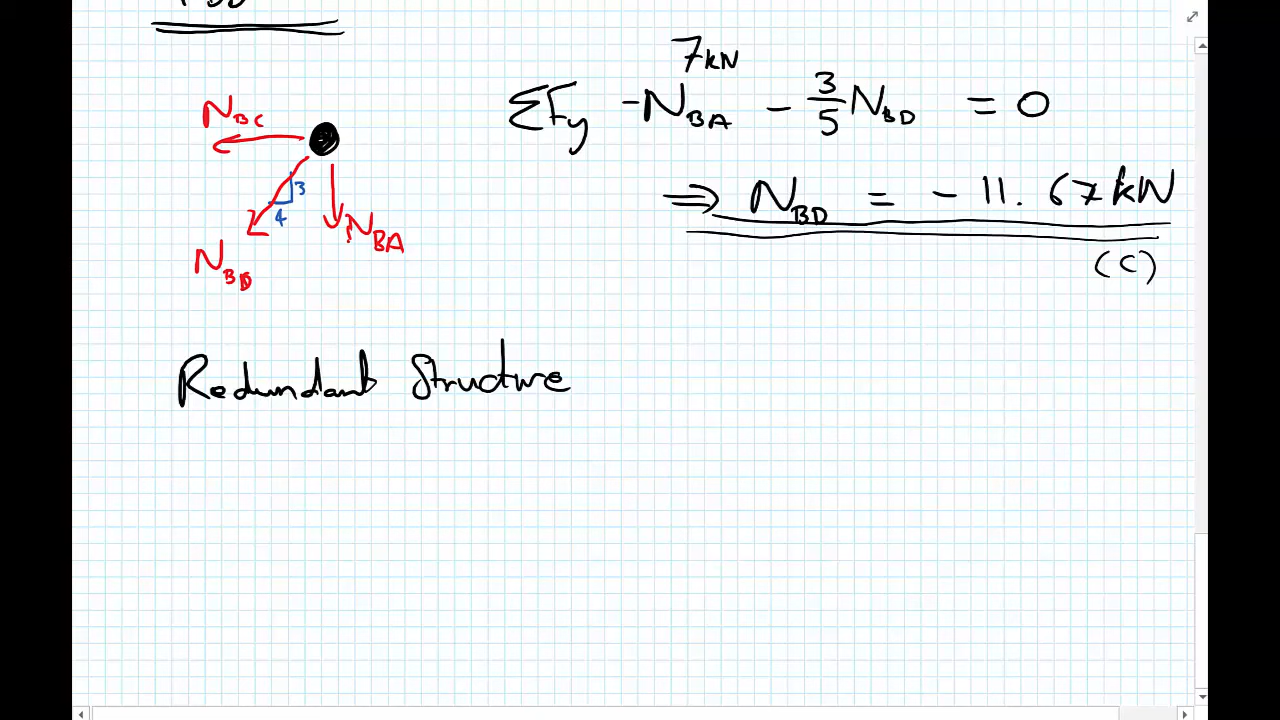 7kN
ΣFy -N_BA - 3/5 N_BD = 0
⇒ N_BD = - 11.67kN
(C)
N_BC
3
4
N_BA
N_BD
Redundant Structure